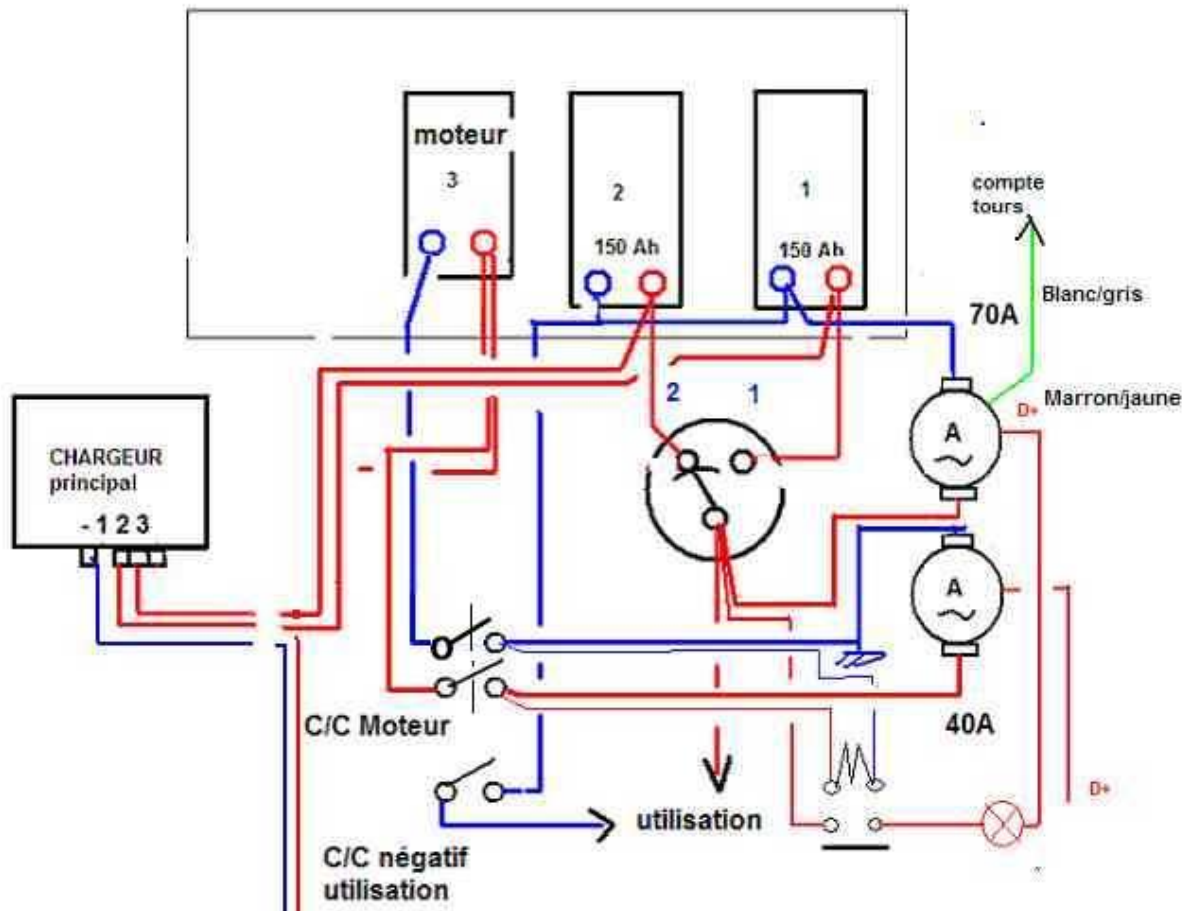 moteur
3
2
1
150 Ah
150 Ah
compte
tours
70A
Blanc/gris
Marron/jaune
D+
2
1
A
CHARGEUR
principal
- 1 2 3
A
C/C Moteur
40A
D+
utilisation
C/C négatif
utilisation